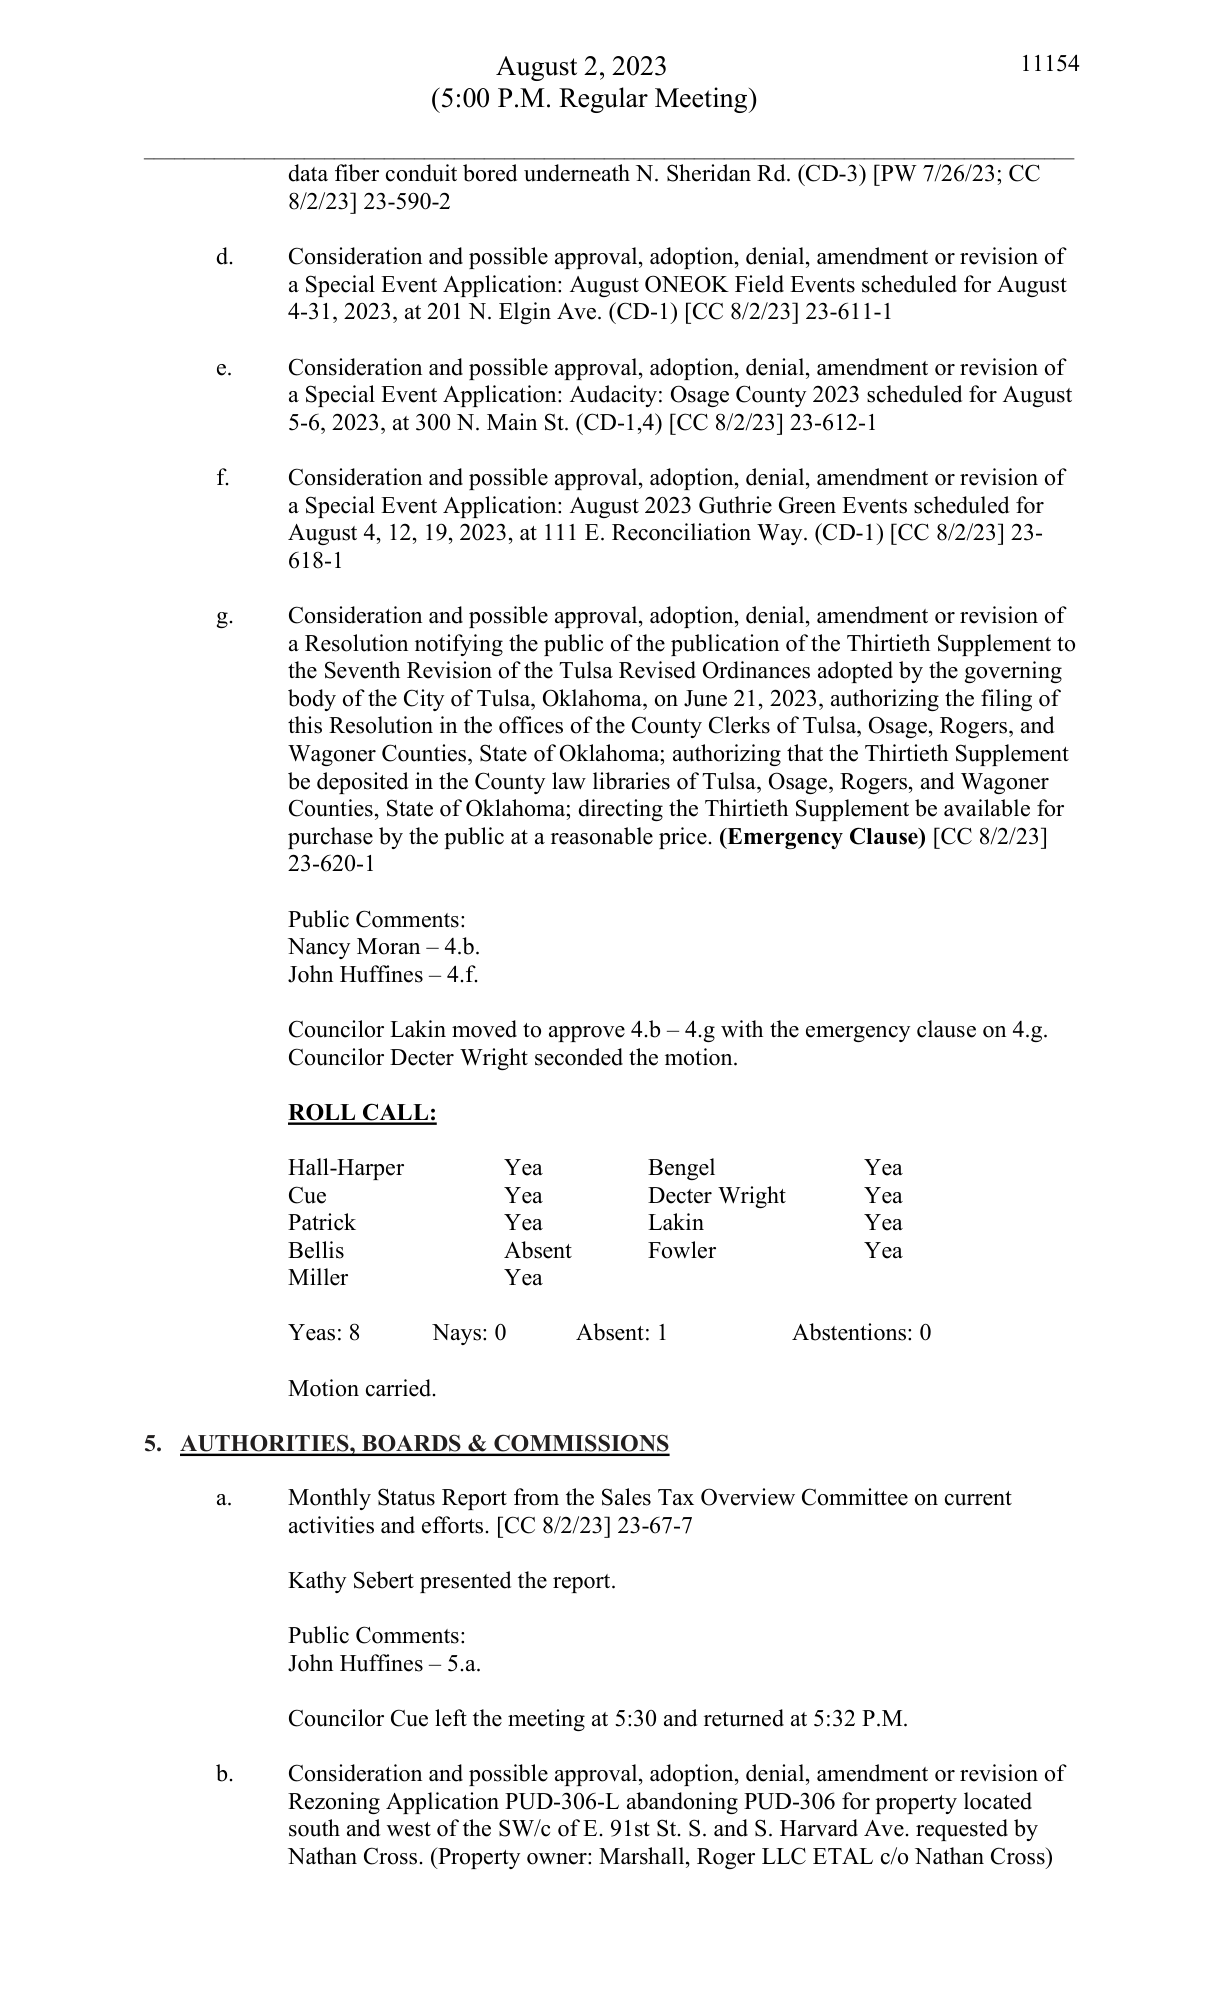 August 2, 2023
11154
(5:00 P.M. Regular Meeting)
data fiber conduit bored underneath N. Sheridan Rd. (CD-3) [PW 7/26/23; CC
8/2/23] 23-590-2
d. Consideration and possible approval, adoption, denial, amendment or revision of
a Special Event Application: August ONEOK Field Events scheduled for August
4-31, 2023, at 201 N. Elgin Ave. (CD-1) [CC 8/2/23] 23-611-1
e. Consideration and possible approval, adoption, denial, amendment or revision of
a Special Event Application: Audacity: Osage County 2023 scheduled for August
5-6, 2023, at 300 N. Main St. (CD-1,4) [CC 8/2/23] 23-612-1
f. Consideration and possible approval, adoption, denial, amendment or revision of
a Special Event Application: August 2023 Guthrie Green Events scheduled for
August 4, 12, 19, 2023, at 111 E. Reconciliation Way. (CD-1) [CC 8/2/23] 23-
618-1
g. Consideration and possible approval, adoption, denial, amendment or revision of
a Resolution notifying the public of the publication of the Thirtieth Supplement to
the Seventh Revision of the Tulsa Revised Ordinances adopted by the governing
body of the City of Tulsa, Oklahoma, on June 21, 2023, authorizing the filing of
this Resolution in the offices of the County Clerks of Tulsa, Osage, Rogers, and
Wagoner Counties, State of Oklahoma; authorizing that the Thirtieth Supplement
be deposited in the County law libraries of Tulsa, Osage, Rogers, and Wagoner
Counties, State of Oklahoma; directing the Thirtieth Supplement be available for
purchase by the public at a reasonable price. (Emergency Clause) [CC 8/2/23]
23-620-1
Public Comments:
Nancy Moran – 4.b.
John Huffines – 4.f.
Councilor Lakin moved to approve 4.b – 4.g with the emergency clause on 4.g.
Councilor Decter Wright seconded the motion.
ROLL CALL:
Hall-Harper Yea Bengel Yea
Cue Yea Decter Wright Yea
Patrick Yea Lakin Yea
Bellis Absent Fowler Yea
Miller Yea
Yeas: 8 Nays: 0 Absent: 1 Abstentions: 0
Motion carried.
5. AUTHORITIES, BOARDS & COMMISSIONS
a. Monthly Status Report from the Sales Tax Overview Committee on current
activities and efforts. [CC 8/2/23] 23-67-7
Kathy Sebert presented the report.
Public Comments:
John Huffines – 5.a.
Councilor Cue left the meeting at 5:30 and returned at 5:32 P.M.
b. Consideration and possible approval, adoption, denial, amendment or revision of
Rezoning Application PUD-306-L abandoning PUD-306 for property located
south and west of the SW/c of E. 91st St. S. and S. Harvard Ave. requested by
Nathan Cross. (Property owner: Marshall, Roger LLC ETAL c/o Nathan Cross)